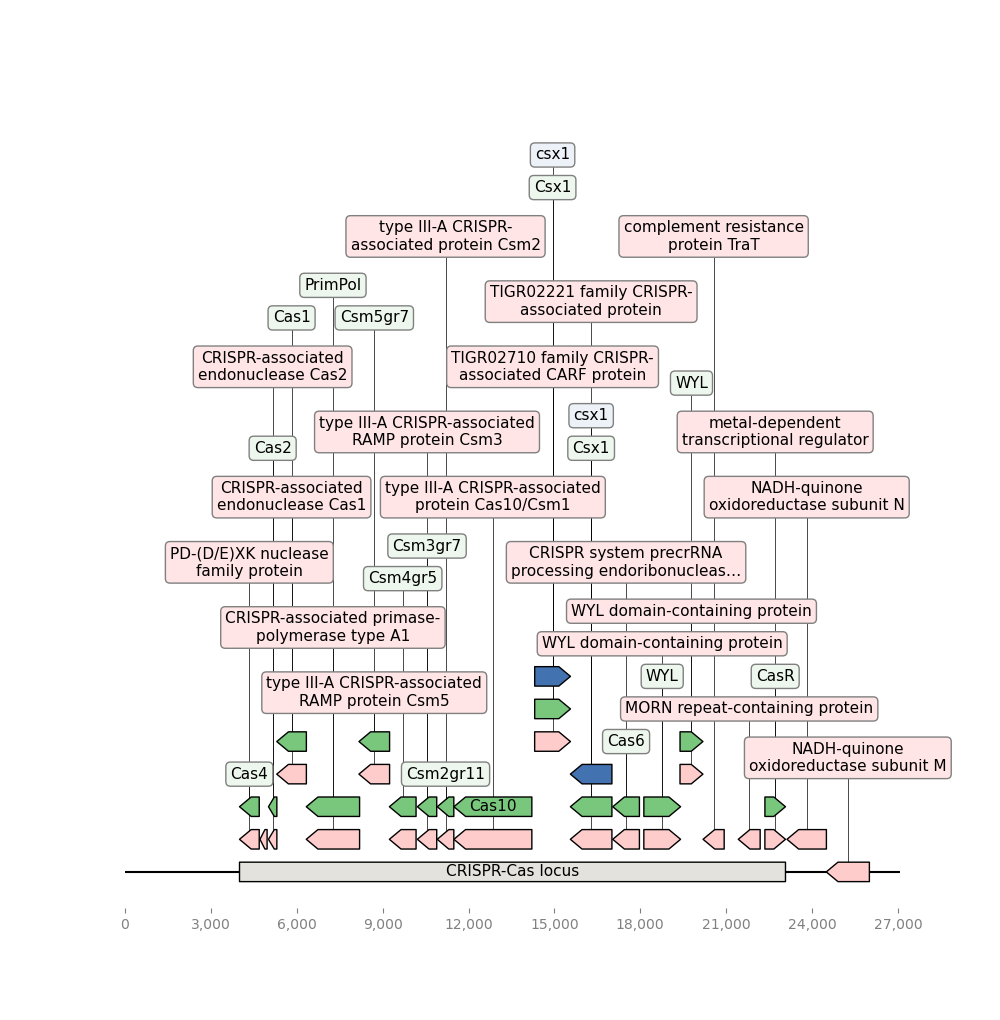 csx1
Csx1
type III-A CRISPR-
associated protein Csm2
complement resistance
protein TraT
PrimPol
TIGR02221 family CRISPR-
associated protein
Cas1
Csm5gr7
CRISPR-associated
endonuclease Cas2
TIGR02710 family CRISPR-
associated CARF protein
WYL
csx1
type III-A CRISPR-associated
RAMP protein Csm3
metal-dependent
transcriptional regulator
Cas2
Csx1
CRISPR-associated
endonuclease Cas1
type III-A CRISPR-associated
protein Cas10/Csm1
NADH-quinone
oxidoreductase subunit N
Csm3gr7
PD-(D/E)XK nuclease
family protein
CRISPR system precrRNA
processing endoribonucleas…
Csm4gr5
WYL domain-containing protein
CRISPR-associated primase-
polymerase type A1
WYL domain-containing protein
WYL
CasR
type III-A CRISPR-associated
RAMP protein Csm5
MORN repeat-containing protein
Cas6
NADH-quinone
oxidoreductase subunit M
Cas4
Csm2gr11
Cas10
CRISPR-Cas locus
0
3,000
6,000
9,000
12,000
15,000
18,000
21,000
24,000
27,000